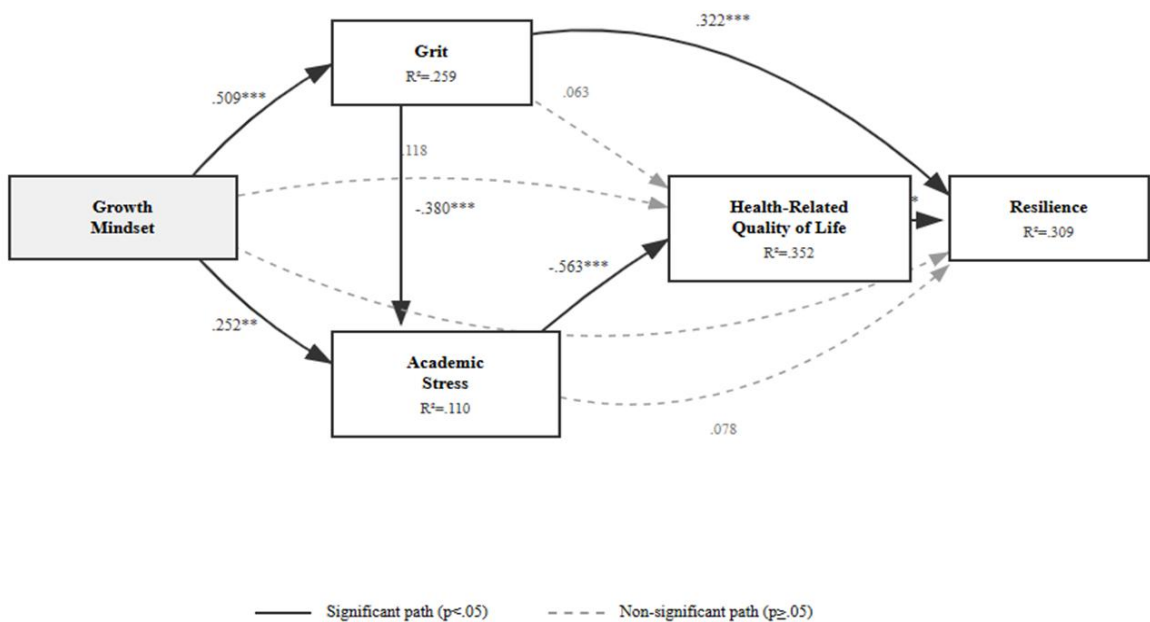 .322***
Grit
R²=.259
.063
.509***
.118
Growth
Mindset
-.380***
Health-Related
Quality of Life
R²=.352
*
Resilience
R²=.309
-.563***
.252**
Academic
Stress
R²=.110
.078
Significant path (p<.05)
Non-significant path (p≥.05)